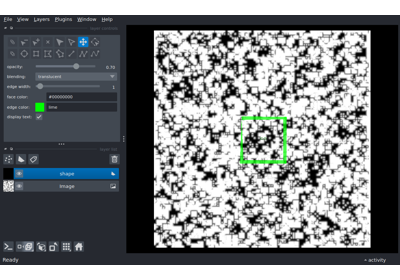 File View Layers Plugins Window Help
opacity: 0.70
blending: translucent
edge width: 1
face color: #00000000
edge color: lime
display text: ✓
shape
Image
Ready
activity